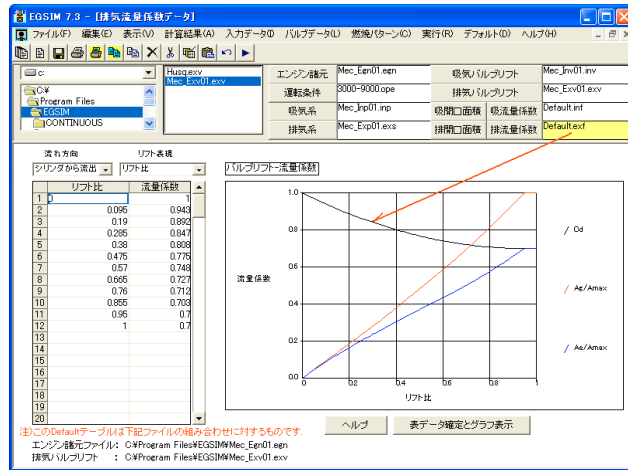 EGSIM 7.3 - [排気流量係数データ]
ファイル(F) 編集(E) 表示(V) 計算結果(A) 入力データ(I) バルブデータ(L) 燃焼パターン(C) 実行(R) デフォルト(D) ヘルプ(H)
c:
C:¥
Program Files
EGSIM
CONTINUOUS
Husq.exv
Mec_Exv01.exv
エンジン諸元 Mec_Egn01.egn 吸気バルブリフト Mec_Inv01.inv
運転条件 3000-9000.ope 排気バルブリフト Mec_Exv01.exv
吸気系 Mec_Inp01.inp 吸開口面積 吸流量係数 Default.inf
排気系 Mec_Exp01.exs 排開口面積 排流量係数 Default.exf
流れ方向 リフト表現
シリンダから流出 リフト比
リフト比 流量係数
1 0 1
2 0.095 0.943
3 0.19 0.892
4 0.285 0.847
5 0.38 0.808
6 0.475 0.775
7 0.57 0.748
8 0.665 0.727
9 0.76 0.712
10 0.855 0.703
11 0.95 0.7
12 1 0.7
13
14
15
16
17
18
19
20
バルブリフト-流量係数
1.0
0.8
0.6
0.4
0.2
0.0
流量係数
0 0.2 0.4 0.6 0.8 1
リフト比
Cd
Ag/Amax
Ae/Amax
ヘルプ 表データ確定とグラフ表示
注)このDefaultテーブルは下記ファイルの組み合わせに対するものです.
エンジン諸元ファイル: C:¥Program Files¥EGSIM¥Mec_Egn01.egn
排気バルブリフト : C:¥Program Files¥EGSIM¥Mec_Exv01.exv